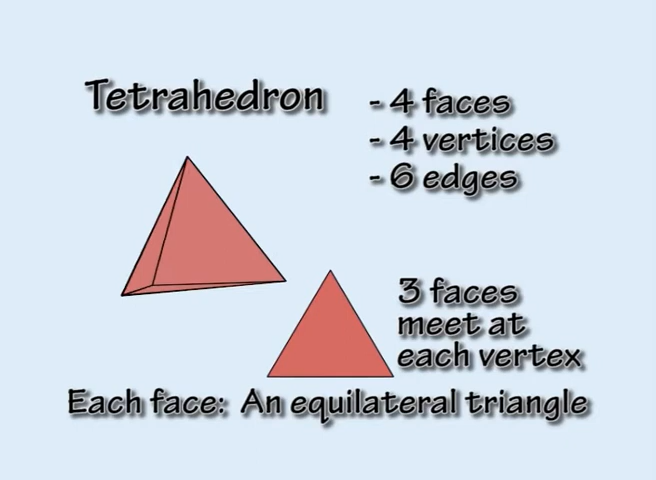 Tetrahedron
- 4 faces
- 4 vertices
- 6 edges
3 faces
meet at
each vertex
Each face: An equilateral triangle